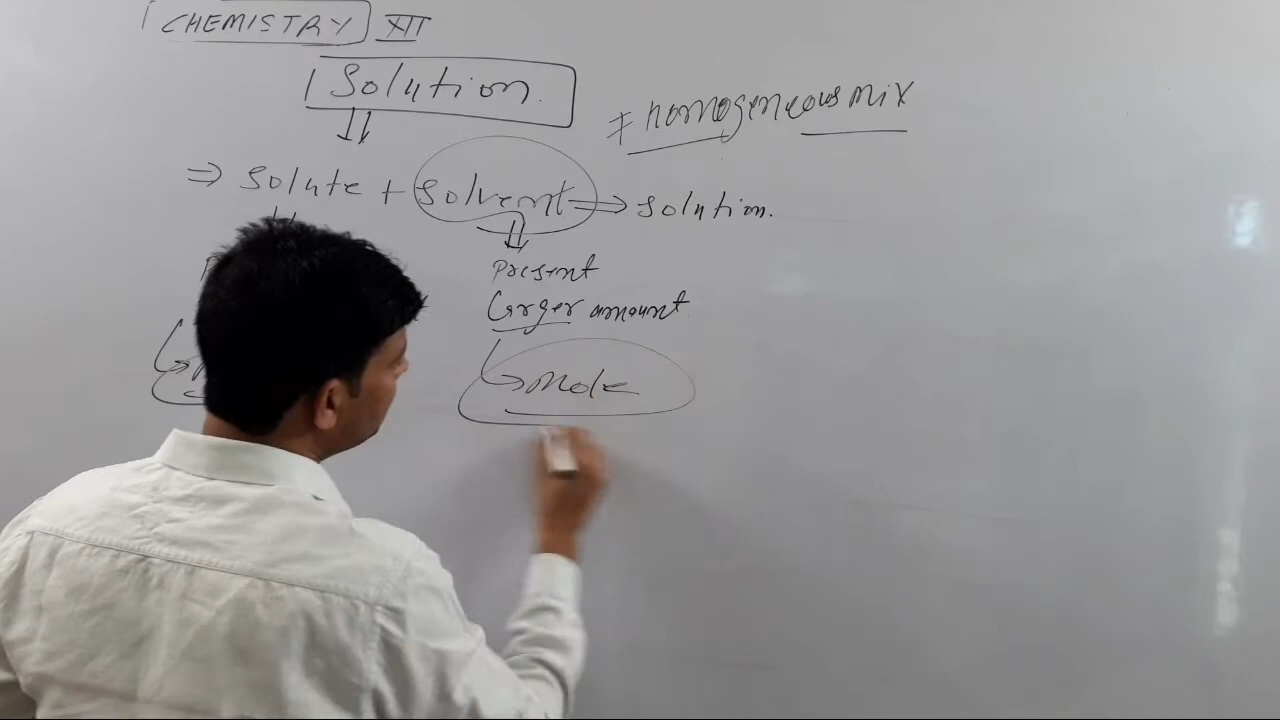 CHEMISTRY XII
Solution.
* homogeneous mix
⇒ Solute + Solvent ⇒ Solution.
Present
Larger amount
↳ Mole